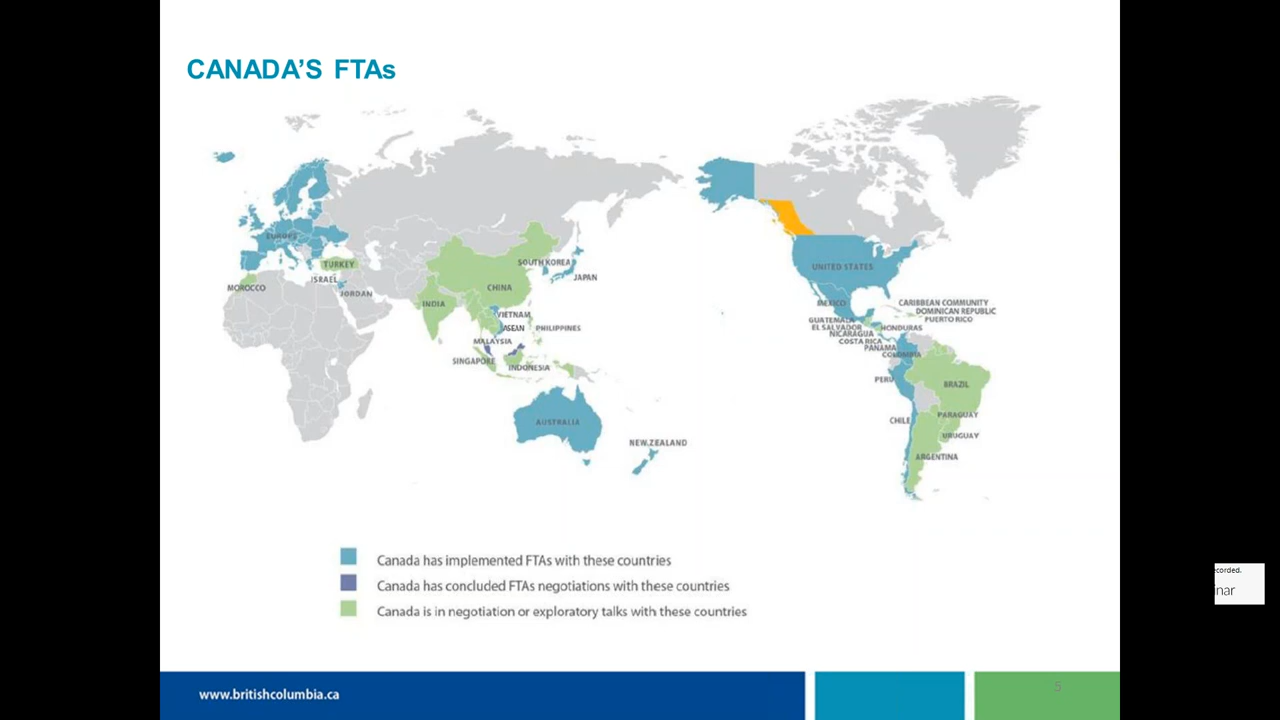 CANADA'S FTAs
EUROPE
TURKEY
MOROCCO
ISRAEL
JORDAN
SOUTH KOREA
JAPAN
CHINA
INDIA
VIETNAM
ASEAN
PHILIPPINES
MALAYSIA
SINGAPORE
INDONESIA
AUSTRALIA
NEW ZEALAND
UNITED STATES
MEXICO
CARIBBEAN COMMUNITY
DOMINICAN REPUBLIC
PUERTO RICO
GUATEMALA
EL SALVADOR
HONDURAS
NICARAGUA
COSTA RICA
PANAMA
COLOMBIA
PERU
BRAZIL
CHILE
PARAGUAY
URUGUAY
ARGENTINA
Canada has implemented FTAs with these countries
Canada has concluded FTAs negotiations with these countries
Canada is in negotiation or exploratory talks with these countries
ecorded.
inar
www.britishcolumbia.ca
5